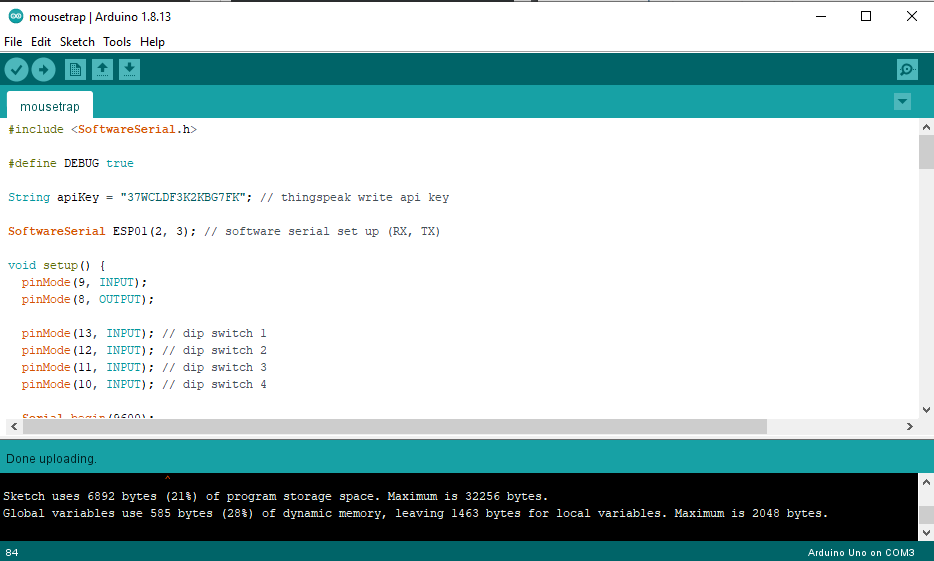 mousetrap | Arduino 1.8.13
File Edit Sketch Tools Help
mousetrap
#include <SoftwareSerial.h>
#define DEBUG true
String apiKey = "37WCLDF3K2KBG7FK"; // thingspeak write api key
SoftwareSerial ESP01(2, 3); // software serial set up (RX, TX)
void setup() {
pinMode(9, INPUT);
pinMode(8, OUTPUT);
pinMode(13, INPUT); // dip switch 1
pinMode(12, INPUT); // dip switch 2
pinMode(11, INPUT); // dip switch 3
pinMode(10, INPUT); // dip switch 4
Serial.begin(9600);
Done uploading.
^
Sketch uses 6892 bytes (21%) of program storage space. Maximum is 32256 bytes.
Global variables use 585 bytes (28%) of dynamic memory, leaving 1463 bytes for local variables. Maximum is 2048 bytes.
84
Arduino Uno on COM3